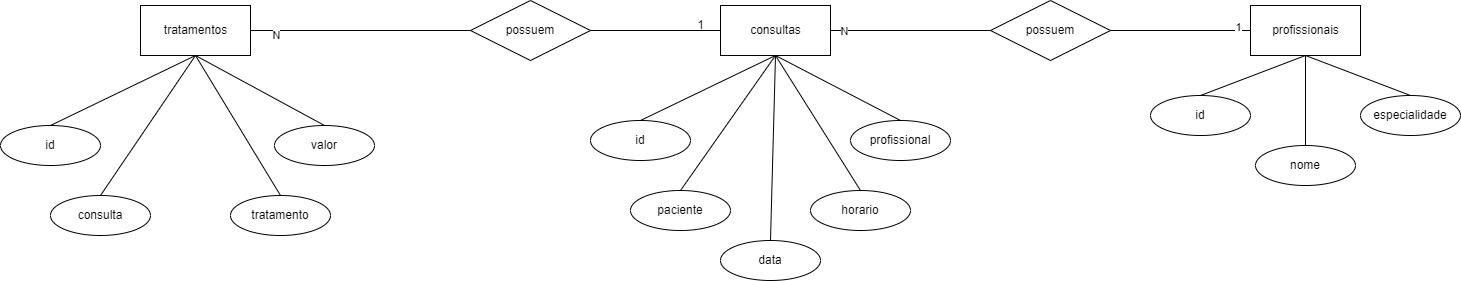 tratamentos
N
possuem
1
consultas
N
possuem
1
profissionais
id
consulta
tratamento
valor
id
paciente
data
horario
profissional
id
nome
especialidade